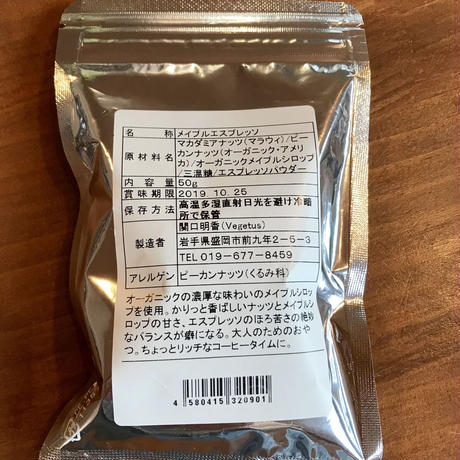 名 称 メイプルエスプレッソ
原材料名 マカダミアナッツ(マラウィ)/ピー
カンナッツ(オーガニック・アメリ
カ)/オーガニックメイプルシロップ
/三温糖/エスプレッソパウダー
内 容 量 50g
賞味期限 2019.10.25
保存方法 高温多湿直射日光を避け冷暗
所で保管
製造者 関口明香(Vegetus)
岩手県盛岡市前九年2-5-3
TEL 019-677-8459
アレルゲン ピーカンナッツ(くるみ科)
オーガニックの濃厚な味わいのメイプルシロッ
プを使用。かりっと香ばしいナッツとメイプルシ
ロップの甘さ、エスプレッソのほろ苦さの絶妙
なバランスが癖になる。大人のためのおや
つ。ちょっとリッチなコーヒータイムに。
4 580415 320901